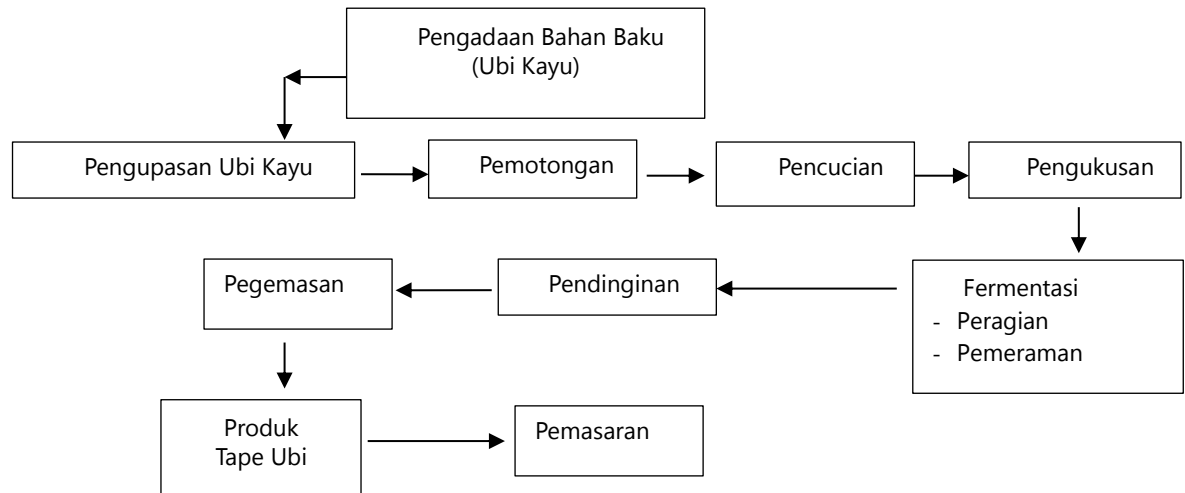 Pengadaan Bahan Baku
(Ubi Kayu)
Pengupasan Ubi Kayu
Pemotongan
Pencucian
Pengukusan
Fermentasi
- Peragian
- Pemeraman
Pendinginan
Pegemasan
Produk
Tape Ubi
Pemasaran